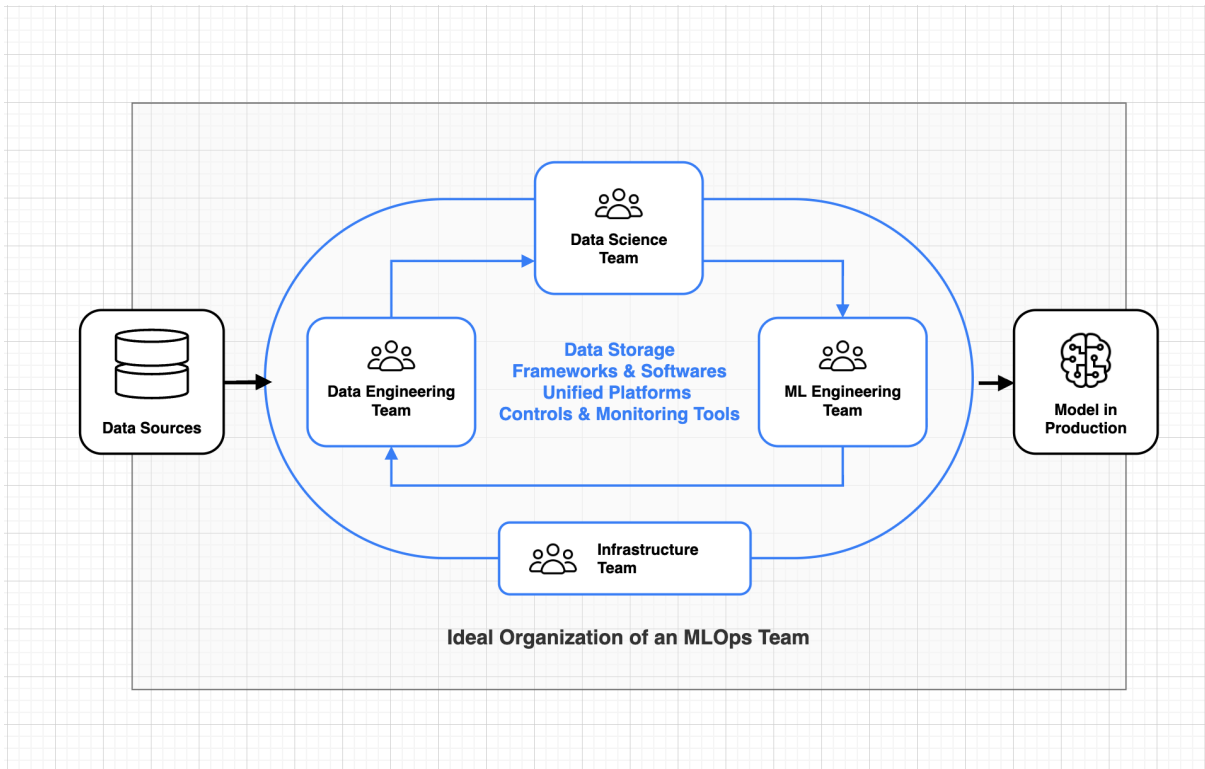 Data Science
Team
Data Storage
Frameworks & Softwares
Unified Platforms
Controls & Monitoring Tools
Data Engineering
Team
ML Engineering
Team
Data Sources
Model in
Production
Infrastructure
Team
Ideal Organization of an MLOps Team